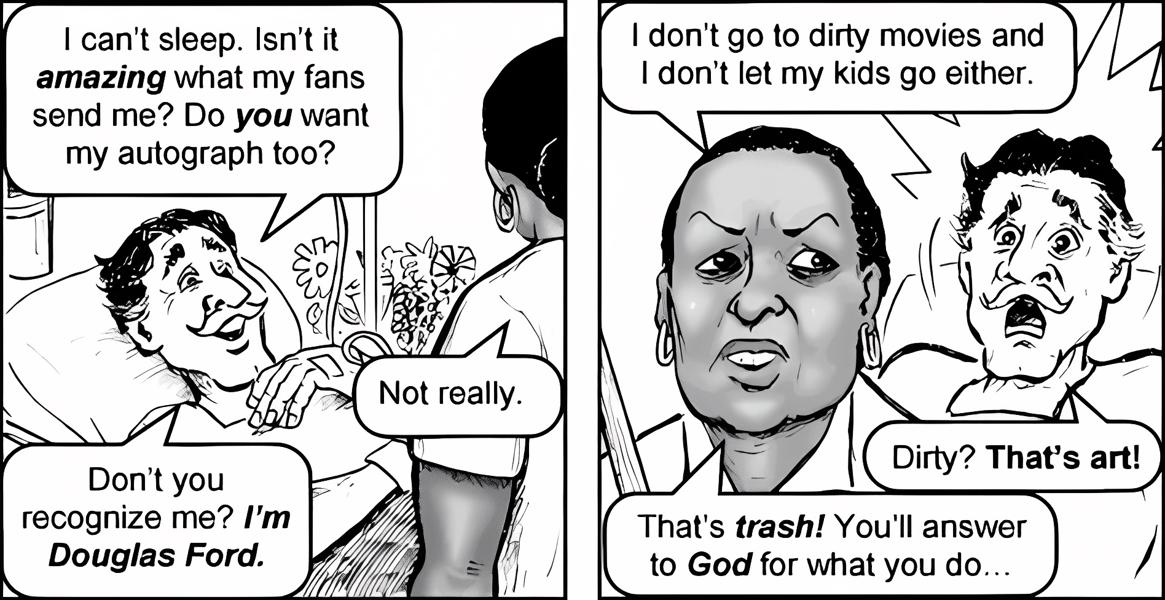 I can't sleep. Isn't it
amazing what my fans
send me? Do you want
my autograph too?
Not really.
Don't you
recognize me? I'm
Douglas Ford.
I don't go to dirty movies and
I don't let my kids go either.
Dirty? That's art!
That's trash! You'll answer
to God for what you do...